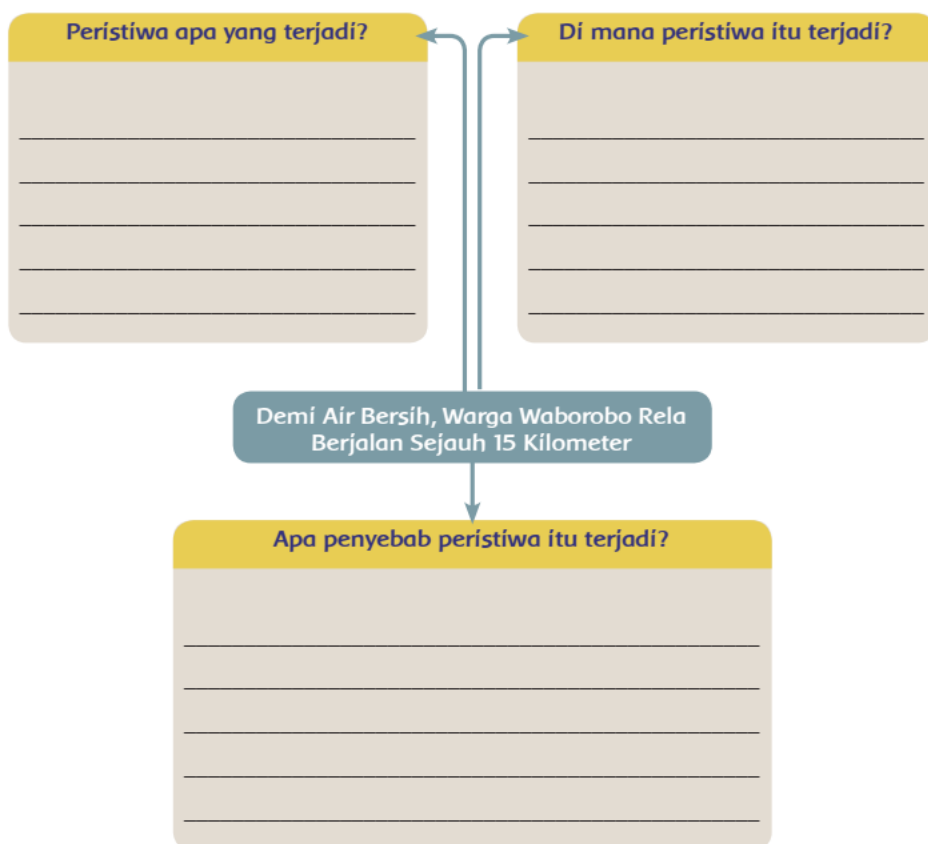 Peristiwa apa yang terjadi?
Di mana peristiwa itu terjadi?
Demi Air Bersih, Warga Waborobo Rela
Berjalan Sejauh 15 Kilometer
Apa penyebab peristiwa itu terjadi?